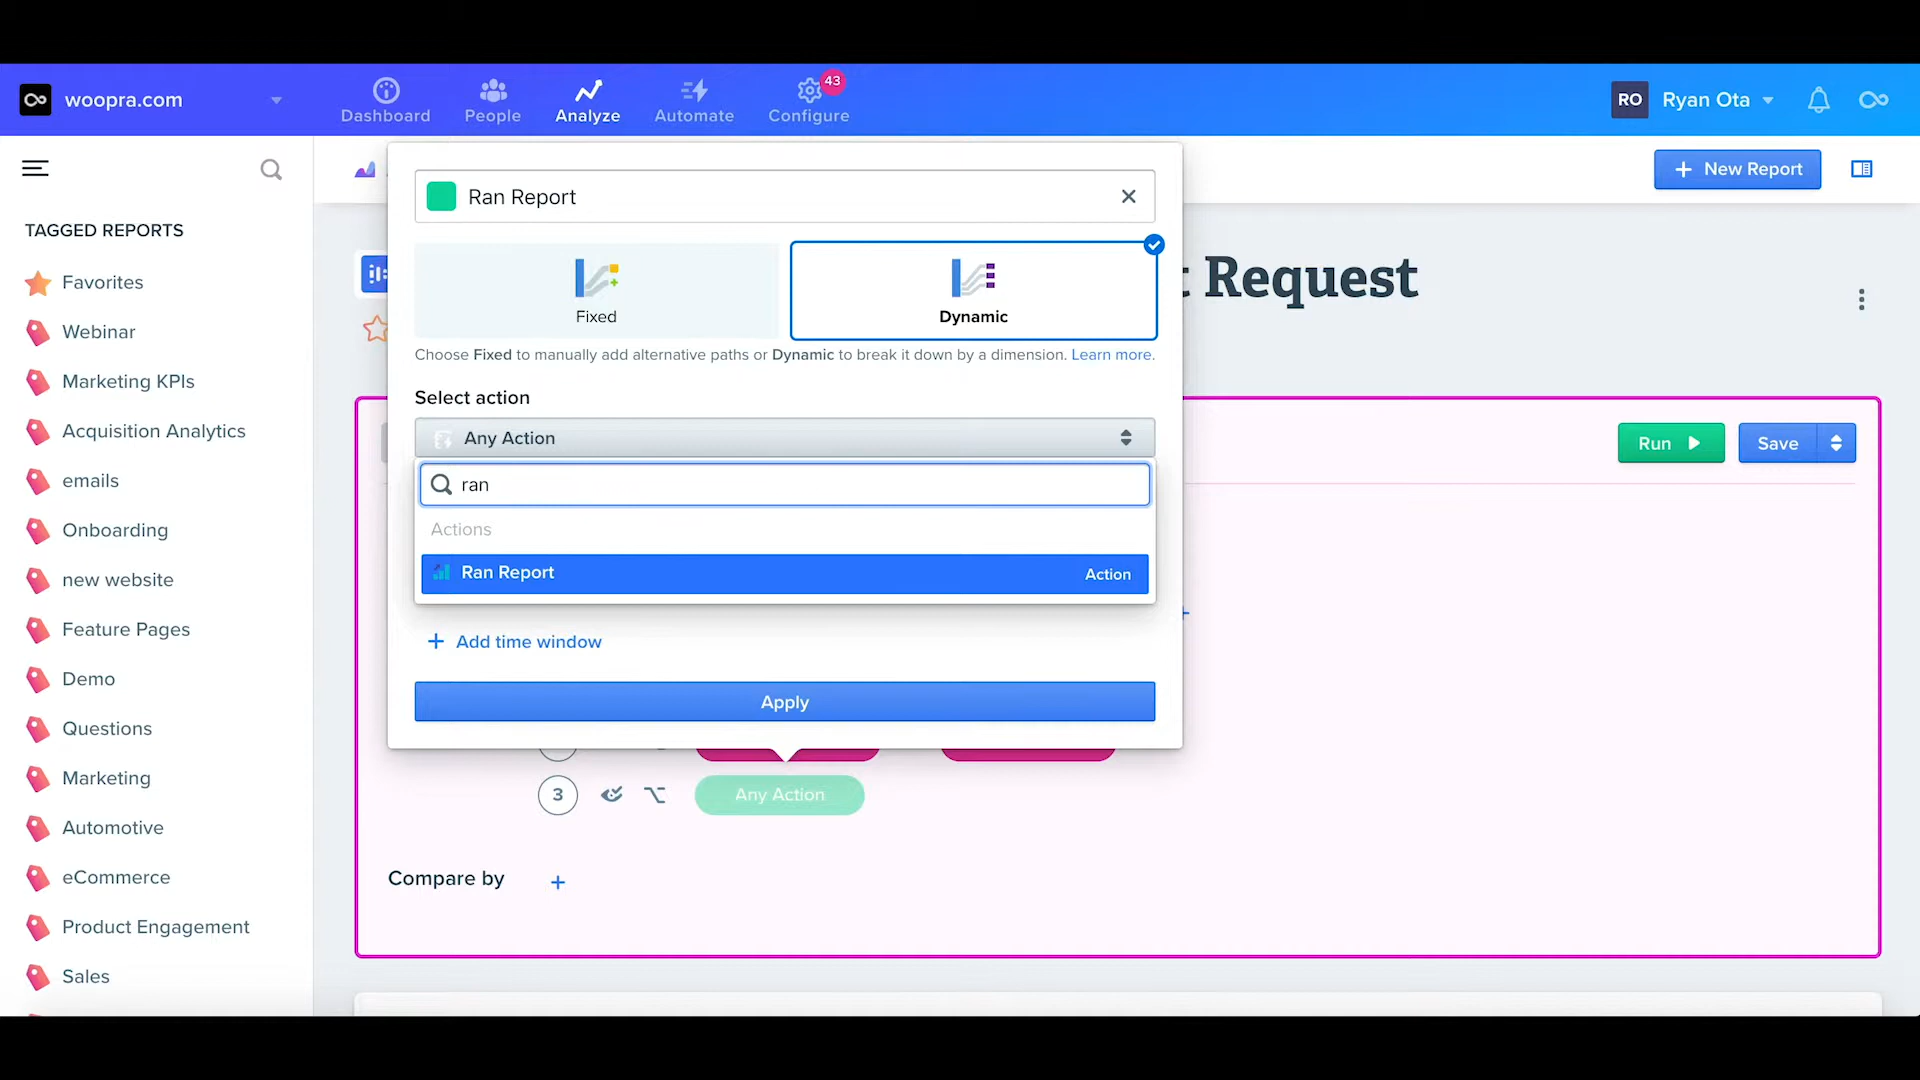 woopra.com
Dashboard
People
Analyze
Automate
43
Configure
RO
Ryan Ota
New Report
TAGGED REPORTS
Favorites
Webinar
Marketing KPIs
Acquisition Analytics
emails
Onboarding
new website
Feature Pages
Demo
Questions
Marketing
Automotive
eCommerce
Product Engagement
Sales
Ran Report
Fixed
Dynamic
Choose Fixed to manually add alternative paths or Dynamic to break it down by a dimension. Learn more.
Select action
Any Action
ran
Actions
Ran Report
Action
+ Add time window
Apply
Request
Run
Save
3
Any Action
Compare by +